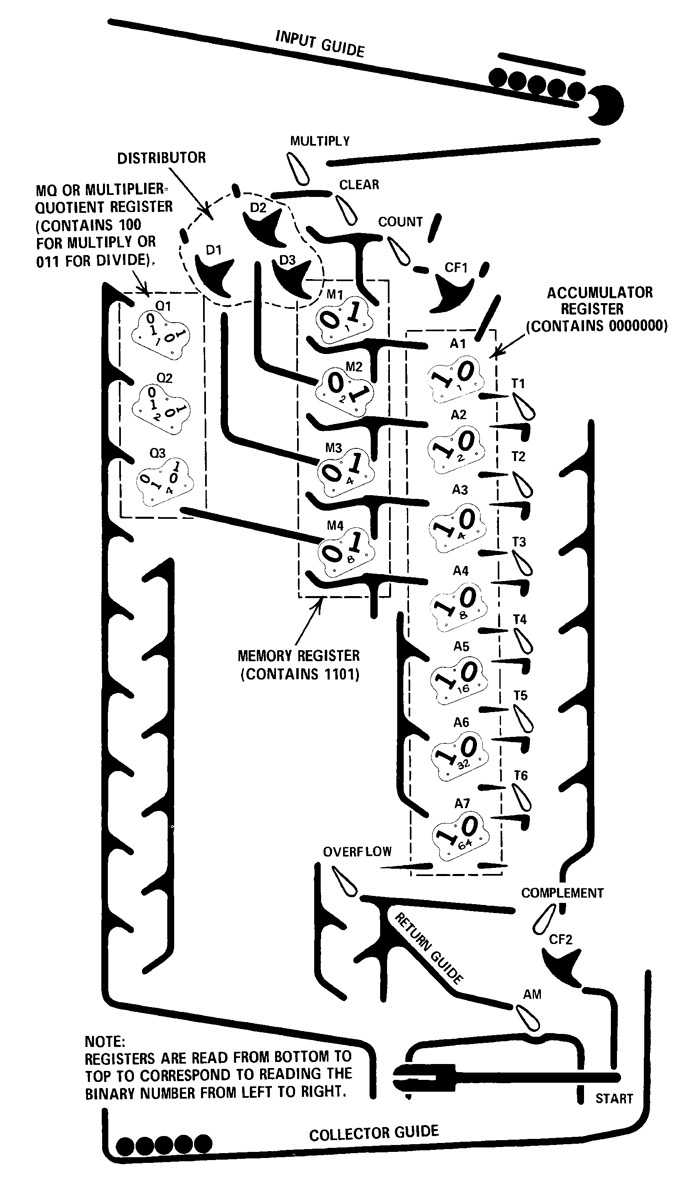 INPUT GUIDE
MULTIPLY
DISTRIBUTOR
CLEAR
MQ OR MULTIPLIER-
QUOTIENT REGISTER
(CONTAINS 100
FOR MULTIPLY OR
011 FOR DIVIDE).
D2
COUNT
D1
D3
CF1
M1
ACCUMULATOR
REGISTER
(CONTAINS 0000000)
Q1
0 1 1 0 1
0 1 1
A1
1 0 1
M2
0 1 2
T1
Q2
0 1 2 0 1
A2
1 0 2
M3
0 1 4
T2
Q3
0 1 0 1 4
A3
1 0 4
M4
0 1 8
T3
A4
1 0 8
T4
MEMORY REGISTER
(CONTAINS 1101)
A5
1 0 16
T5
A6
1 0 32
T6
A7
1 0 64
OVERFLOW
COMPLEMENT
RETURN GUIDE
CF2
AM
NOTE:
REGISTERS ARE READ FROM BOTTOM TO
TOP TO CORRESPOND TO READING THE
BINARY NUMBER FROM LEFT TO RIGHT.
START
COLLECTOR GUIDE